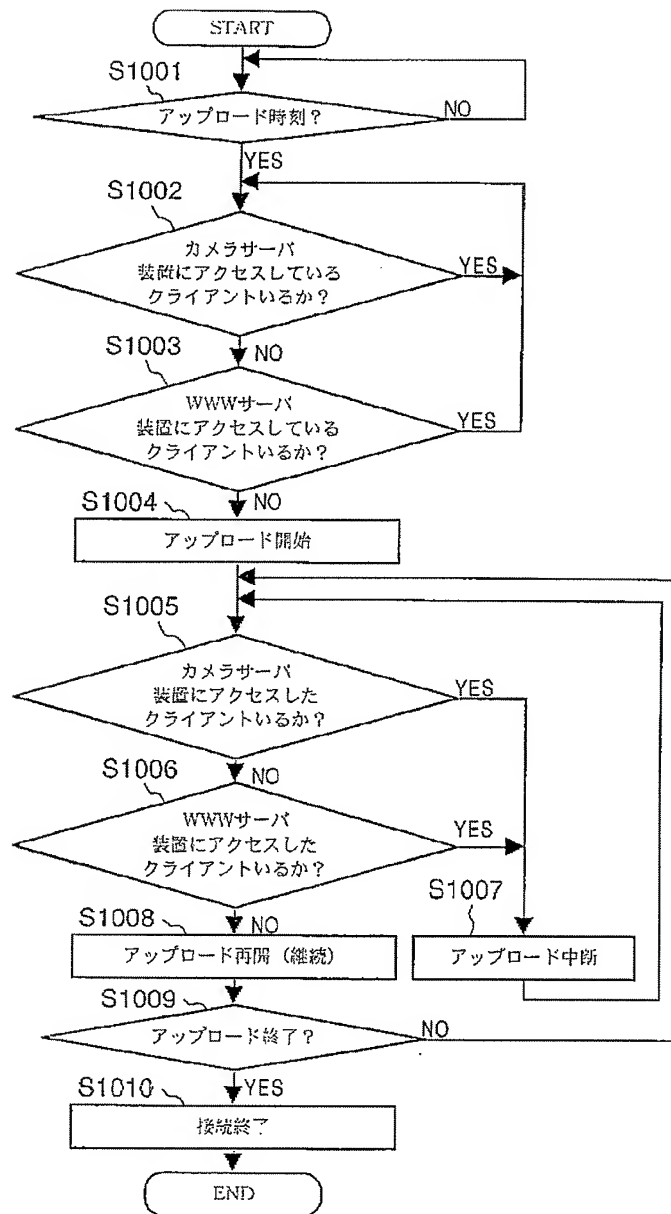 START
S1001
アップロード時刻？
NO
YES
S1002
カメラサーバ
装置にアクセスしている
クライアントいるか？
YES
NO
S1003
WWWサーバ
装置にアクセスしている
クライアントいるか？
YES
NO
S1004
アップロード開始
S1005
カメラサーバ
装置にアクセスした
クライアントいるか？
YES
NO
S1006
WWWサーバ
装置にアクセスした
クライアントいるか？
YES
NO
S1007
アップロード中断
S1008
アップロード再開（継続）
S1009
アップロード終了？
NO
YES
S1010
接続終了
END